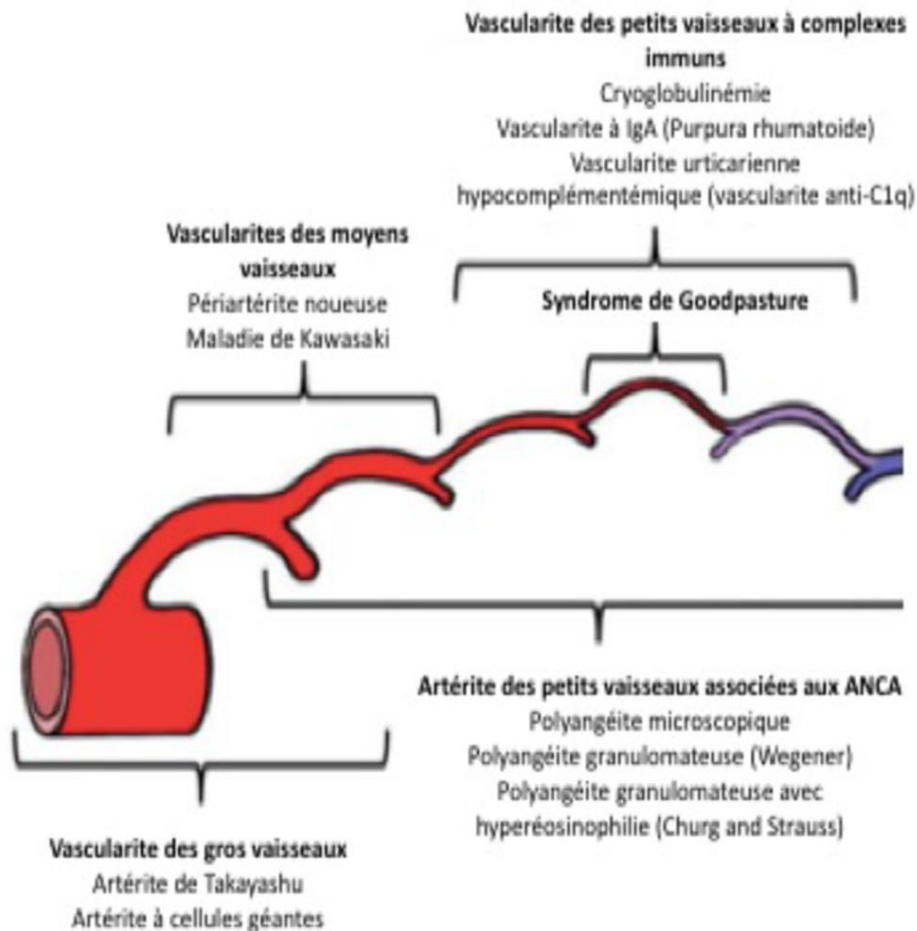 Vascularite des petits vaisseaux à complexes
immuns
Cryoglobulinémie
Vascularite à IgA (Purpura rhumatoide)
Vascularite urticarienne
hypocomplémentémique (vascularite anti-C1q)
Vascularites des moyens
vaisseaux
Périartérite noueuse
Maladie de Kawasaki
Syndrome de Goodpasture
Artérite des petits vaisseaux associées aux ANCA
Polyangéite microscopique
Polyangéite granulomateuse (Wegener)
Polyangéite granulomateuse avec
hyperéosinophilie (Churg and Strauss)
Vascularite des gros vaisseaux
Artérite de Takayashu
Artérite à cellules géantes